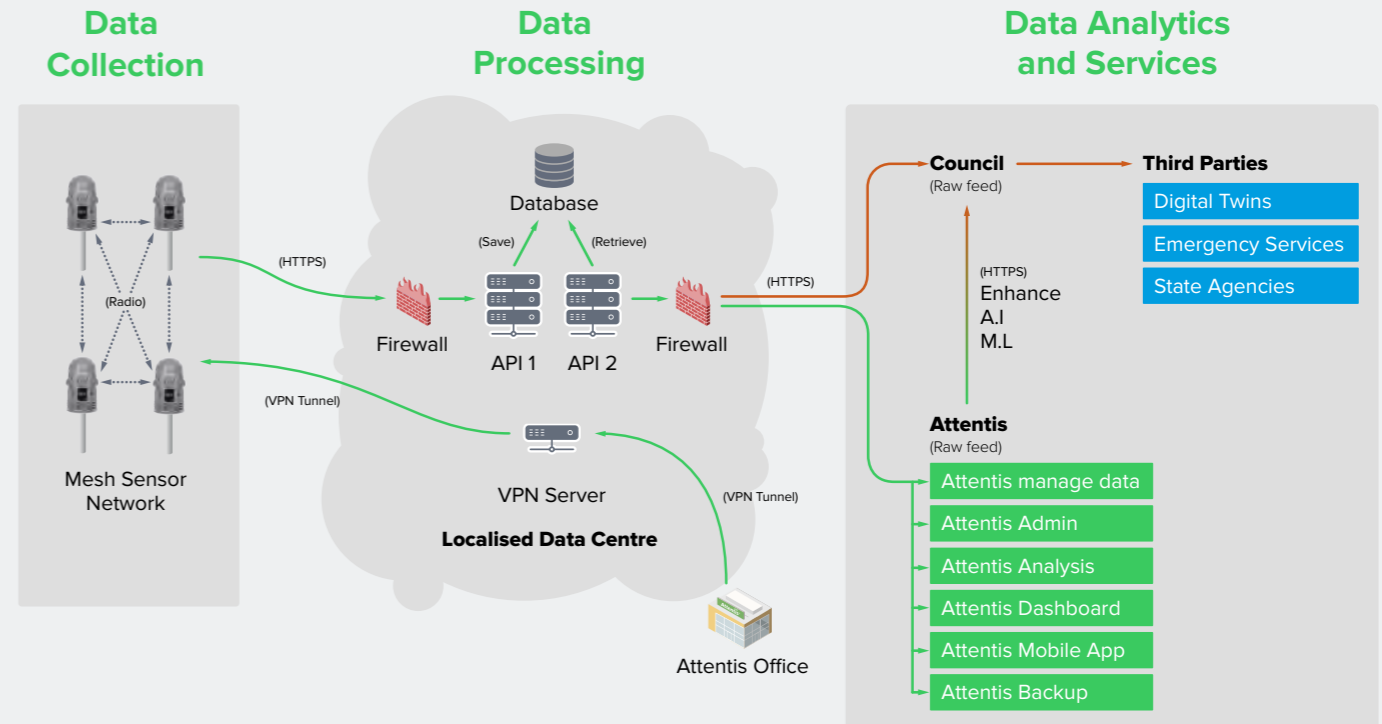 Data
Collection
Data
Processing
Data Analytics
and Services
(Radio)
Mesh Sensor
Network
(HTTPS)
(VPN Tunnel)
Database
(Save)
(Retrieve)
Firewall
API 1
API 2
Firewall
VPN Server
Localised Data Centre
(VPN Tunnel)
Attentis
Attentis Office
(HTTPS)
Council
(Raw feed)
Third Parties
Digital Twins
Emergency Services
State Agencies
(HTTPS)
Enhance
A.I
M.L
Attentis
(Raw feed)
Attentis manage data
Attentis Admin
Attentis Analysis
Attentis Dashboard
Attentis Mobile App
Attentis Backup